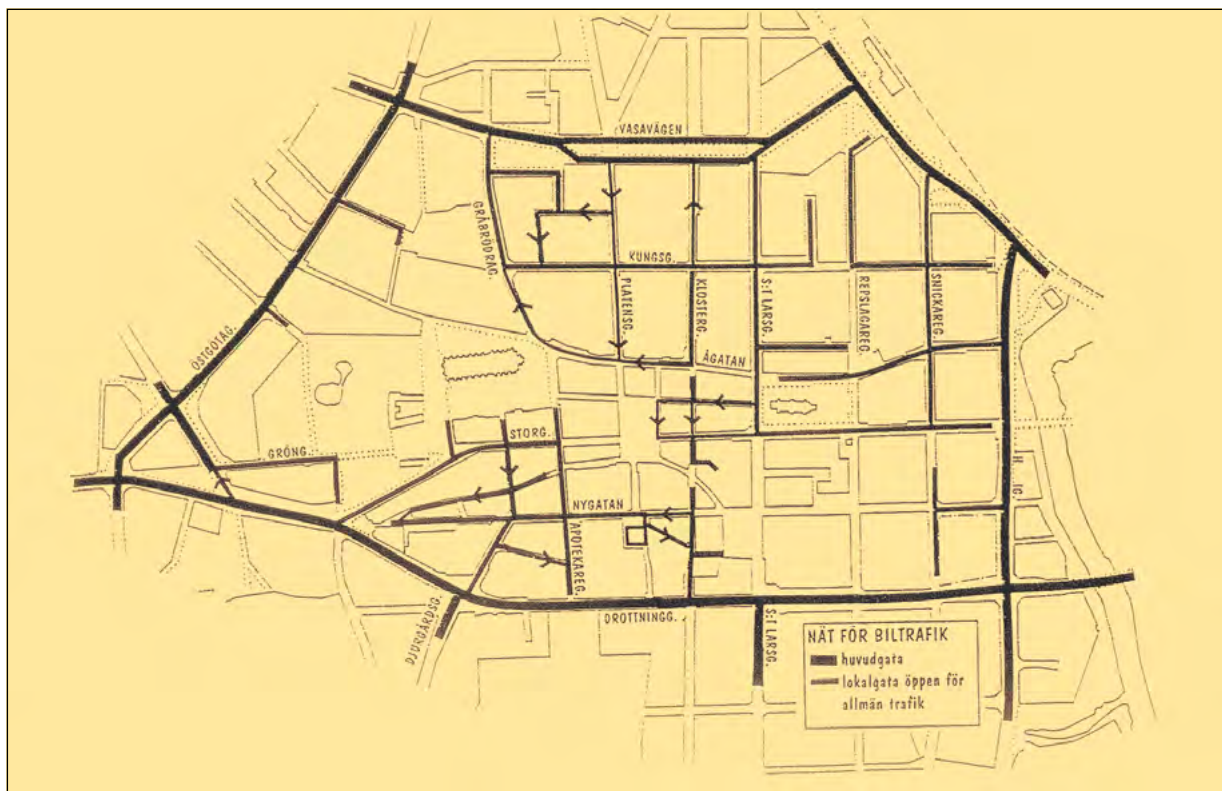 VASAVÄGEN
GRÅBRÖDRAG.
KUNGSG.
PLATENSG.
KLOSTERG.
S:T LARSG.
REPSLAGAREG.
SNICKAREG.
ÖSTGÖTAG.
ÅGATAN
STORG.
GRÖNG.
NYGATAN
APOTEKAREG.
DROTTNINGG.
DJURGÅRDSG.
S:T LARSG.
NÄT FÖR BILTRAFIK
huvudgata
lokalgata öppen för
allmän trafik